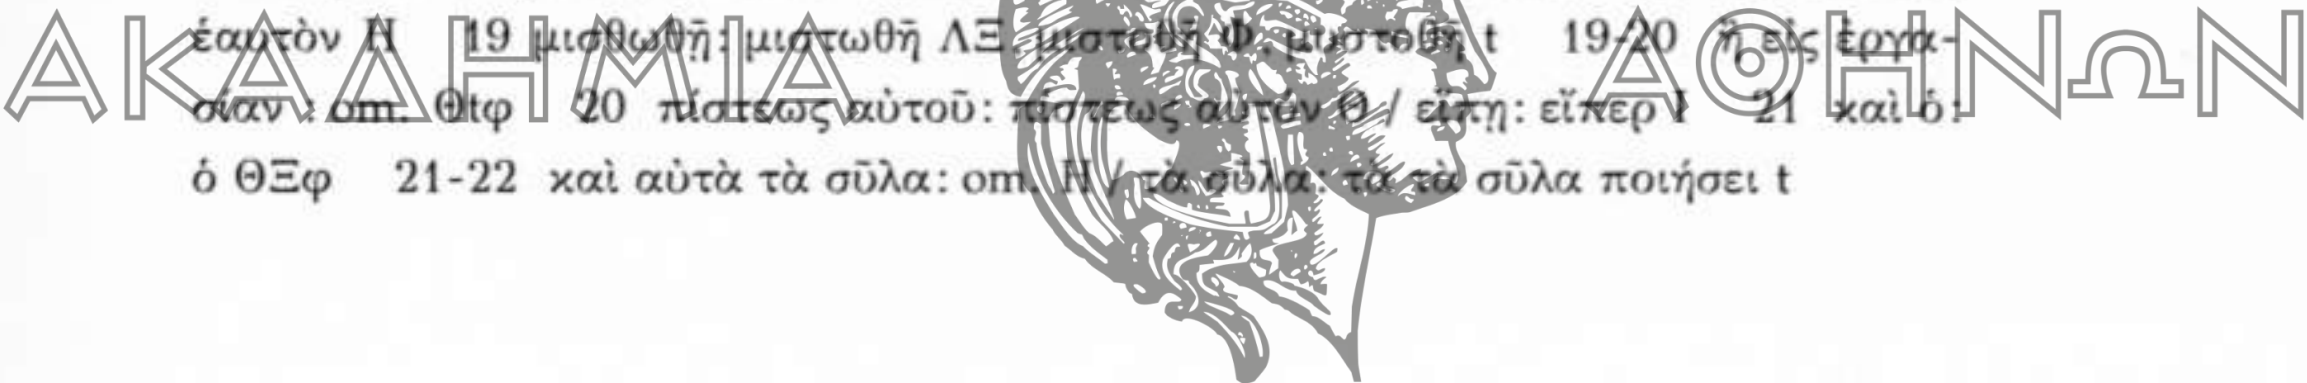 ἑαυτὸν H 19 μισθωθῇ: μιστωθῆ ΛΞ, μιστοθῆ Φ, μυστοθῆ t 19-20 ἢ εἰς ἐργα-
σίαν: om. Θtφ 20 πίστεως αὐτοῦ: πίστεως αὐτόν Θ / εἴπῃ: εἴπερ I 21 καὶ ὁ:
ὁ ΘΞφ 21-22 καὶ αὐτὰ τὰ σῦλα: om. H / τὰ σῦλα: τὰ τὰ σῦλα ποιήσει t
ΑΚΑΔΗΜΙΑ ΑΘΗΝΩΝ